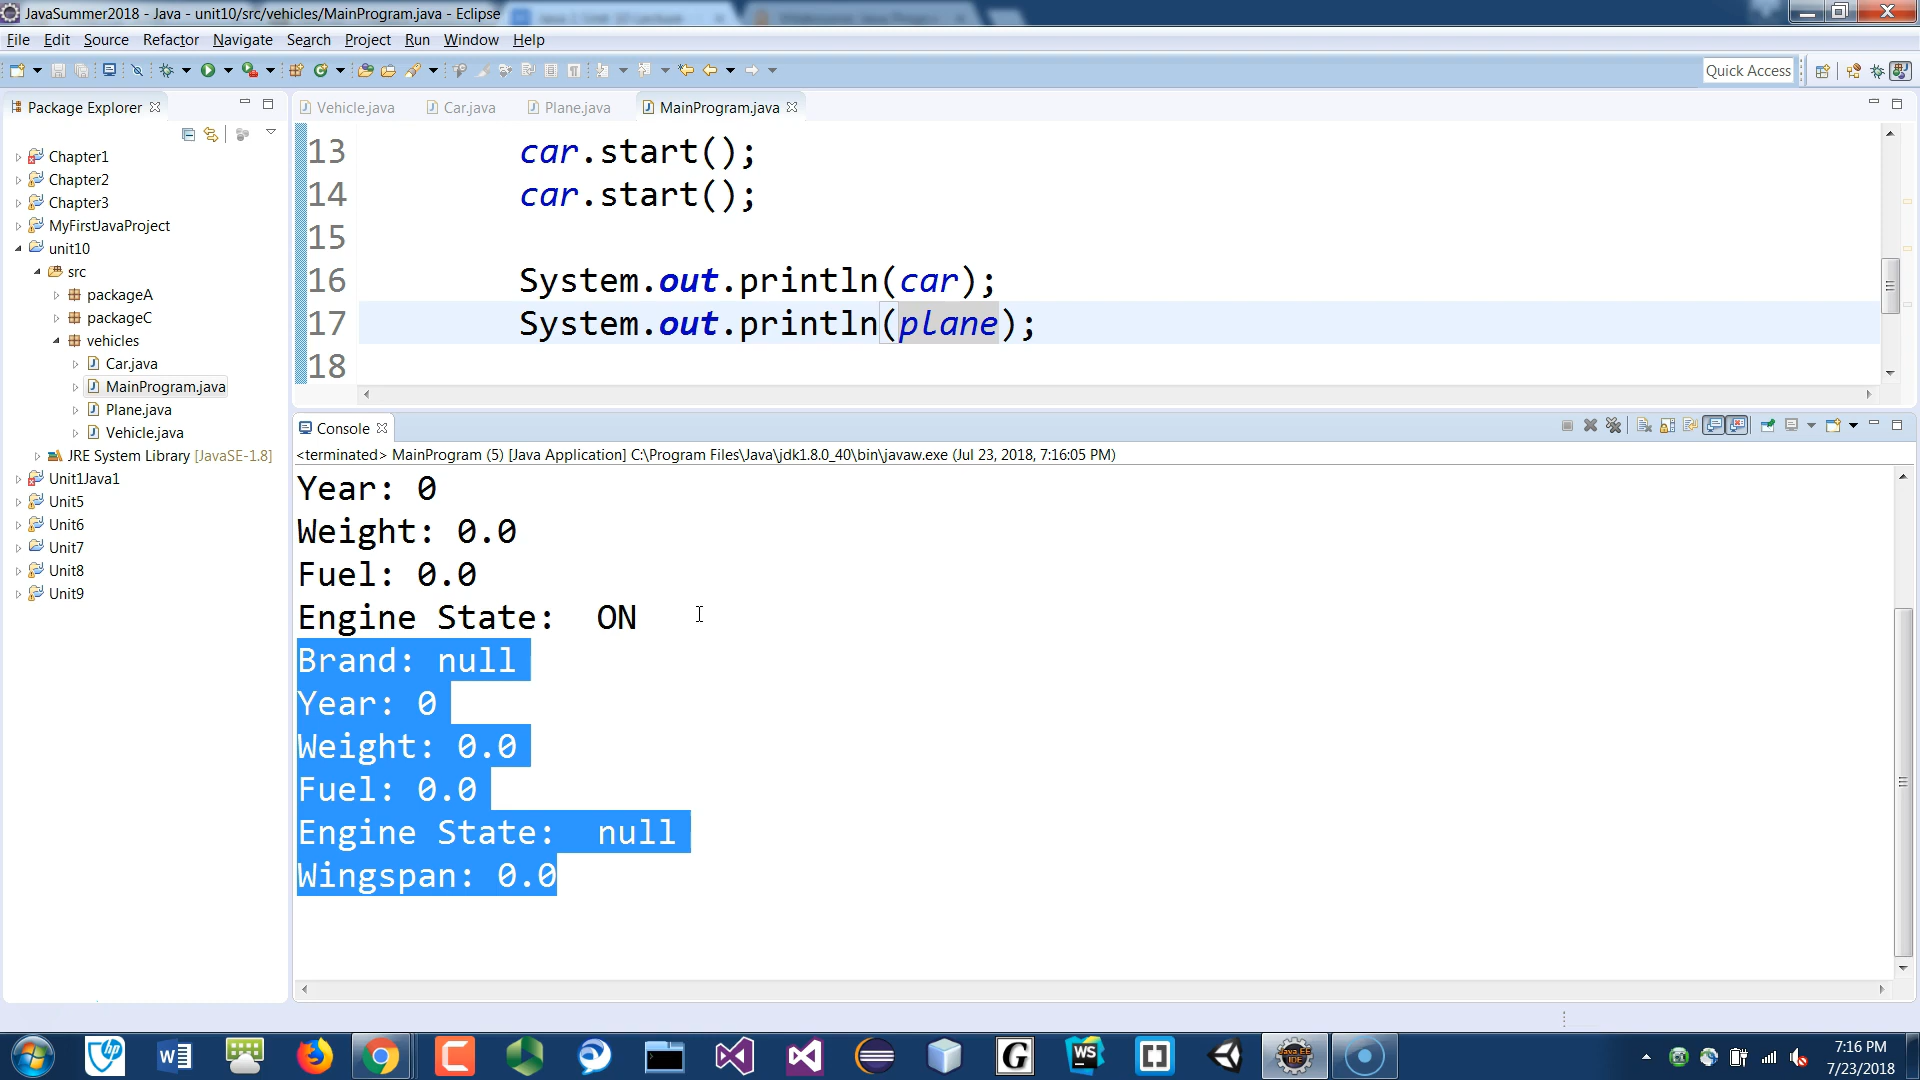 JavaSummer2018 - Java - unit10/src/vehicles/MainProgram.java - Eclipse
File Edit Source Refactor Navigate Search Project Run Window Help
Quick Access
Package Explorer
Vehicle.java Car.java Plane.java MainProgram.java
Chapter1
Chapter2
Chapter3
MyFirstJavaProject
unit10
src
packageA
packageC
vehicles
Car.java
MainProgram.java
Plane.java
Vehicle.java
JRE System Library [JavaSE-1.8]
Unit1Java1
Unit5
Unit6
Unit7
Unit8
Unit9
13 car.start();
14 car.start();
15
16 System.out.println(car);
17 System.out.println(plane);
18
Console
<terminated> MainProgram (5) [Java Application] C:\Program Files\Java\jdk1.8.0_40\bin\javaw.exe (Jul 23, 2018, 7:16:05 PM)
Year: 0
Weight: 0.0
Fuel: 0.0
Engine State:  ON
Brand: null
Year: 0
Weight: 0.0
Fuel: 0.0
Engine State:  null
Wingspan: 0.0
7:16 PM
7/23/2018